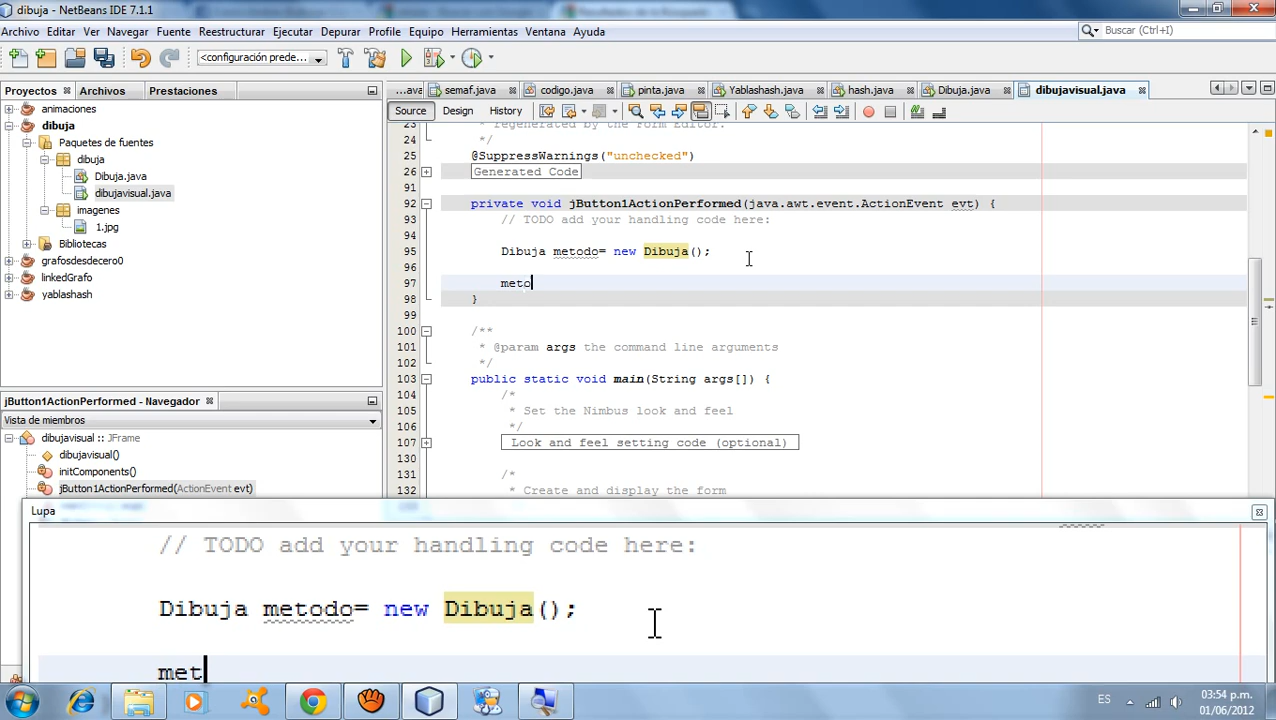 dibuja - NetBeans IDE 7.1.1
Archivo Editar Ver Navegar Fuente Reestructurar Ejecutar Depurar Profile Equipo Herramientas Ventana Ayuda
Buscar (Ctrl+I)
<configuración prede...
Proyectos Archivos Prestaciones
...ava semaf.java codigo.java pinta.java Yablashash.java hash.java Dibuja.java dibujavisual.java
Source Design History
animaciones
dibuja
Paquetes de fuentes
dibuja
Dibuja.java
dibujavisual.java
imagenes
1.jpg
Bibliotecas
grafosdesdecero0
linkedGrafo
yablashash
23 * regenerated by the Form Editor.
24 */
25 @SuppressWarnings("unchecked")
26 Generated Code
91
92 private void jButton1ActionPerformed(java.awt.event.ActionEvent evt) {
93 // TODO add your handling code here:
94
95 Dibuja metodo= new Dibuja();
96
97 meto
98 }
99
100 /**
101 * @param args the command line arguments
102 */
103 public static void main(String args[]) {
104 /*
105 * Set the Nimbus look and feel
106 */
107 Look and feel setting code (optional)
130
131 /*
132 * Create and display the form
jButton1ActionPerformed - Navegador
Vista de miembros
dibujavisual :: JFrame
dibujavisual()
initComponents()
jButton1ActionPerformed(ActionEvent evt)
Lupa
// TODO add your handling code here:
Dibuja metodo= new Dibuja();
met
ES
03:54 p.m.
01/06/2012